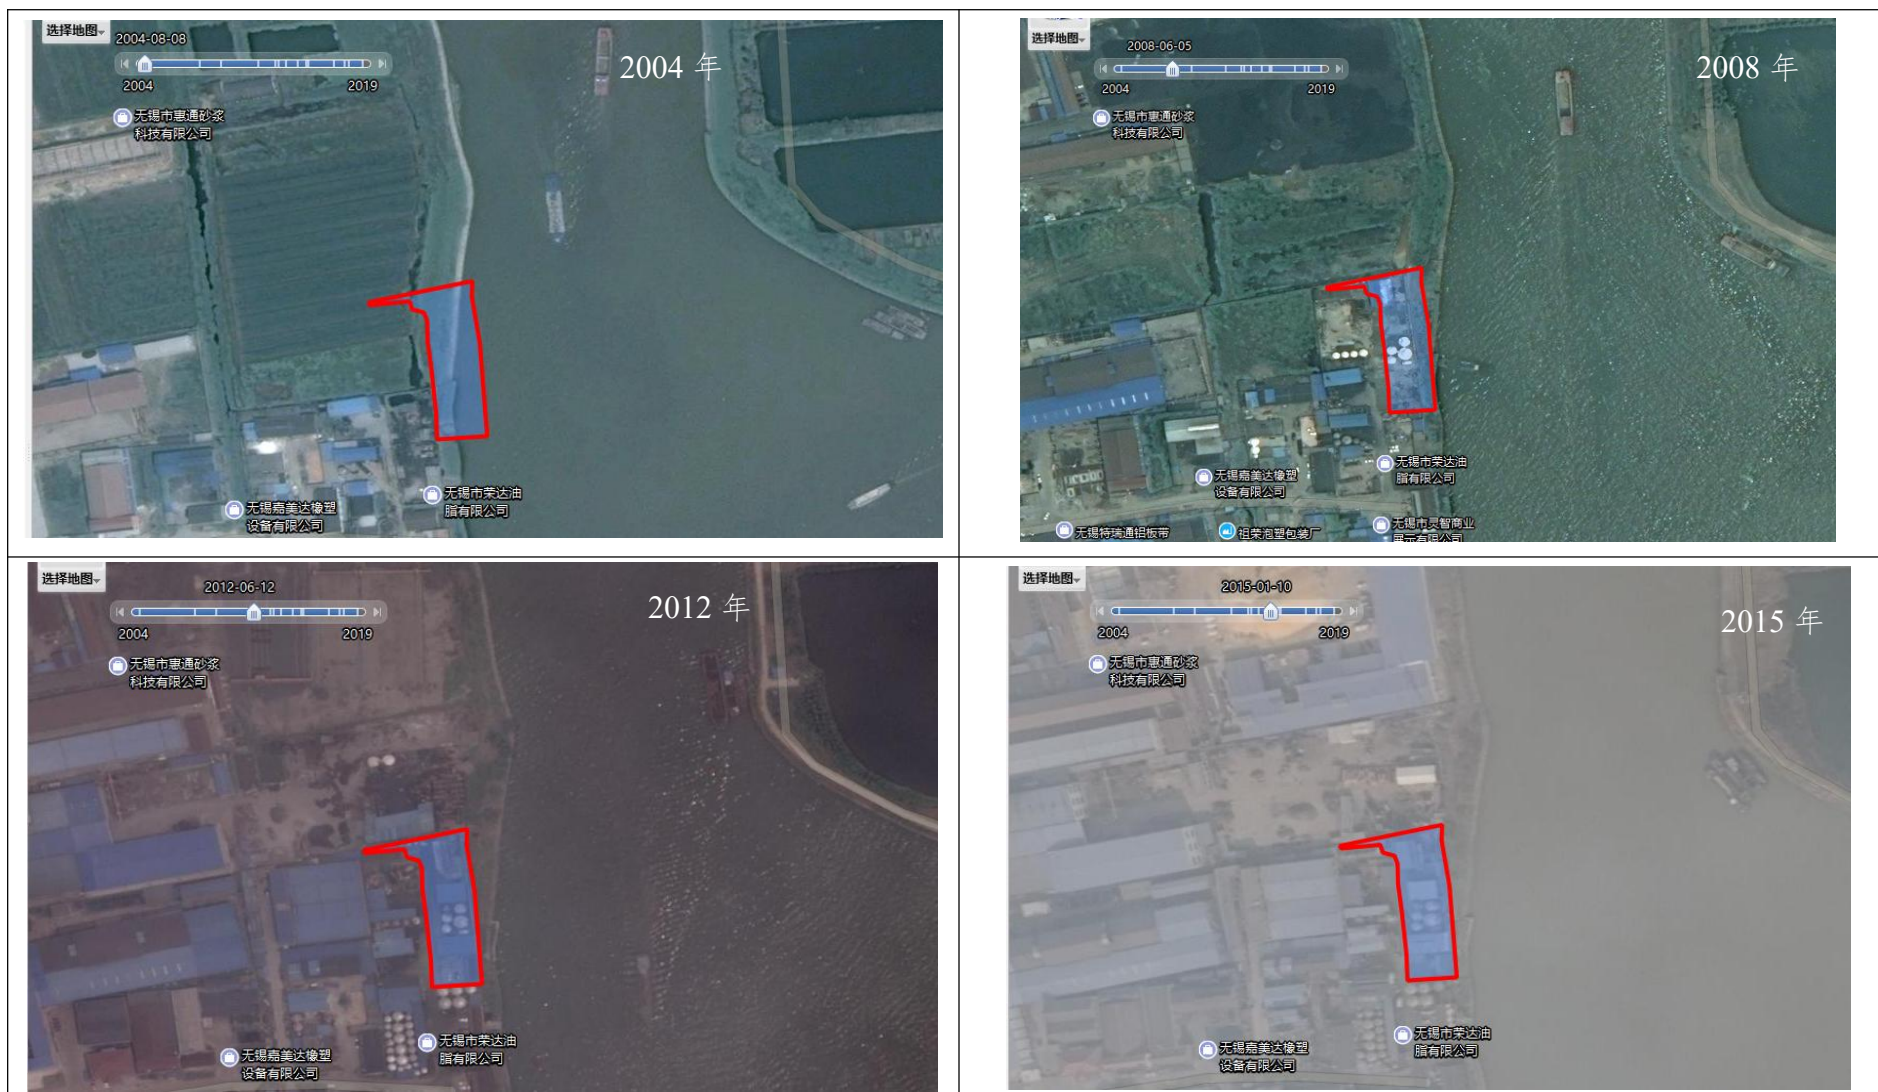 选择地图
2004-08-08
2004
2019
2004 年
无锡市惠通砂浆
科技有限公司
无锡嘉美达橡塑
设备有限公司
无锡市荣达油
脂有限公司
选择地图
2008-06-05
2004
2019
2008 年
无锡市惠通砂浆
科技有限公司
无锡嘉美达橡塑
设备有限公司
无锡市荣达油
脂有限公司
无锡特瑞通铝板带
祖荣泡塑包装厂
无锡市灵智商业
展示有限公司
选择地图
2012-06-12
2004
2019
2012 年
无锡市惠通砂浆
科技有限公司
无锡嘉美达橡塑
设备有限公司
无锡市荣达油
脂有限公司
选择地图
2015-01-10
2004
2019
2015 年
无锡市惠通砂浆
科技有限公司
无锡嘉美达橡塑
设备有限公司
无锡市荣达油
脂有限公司